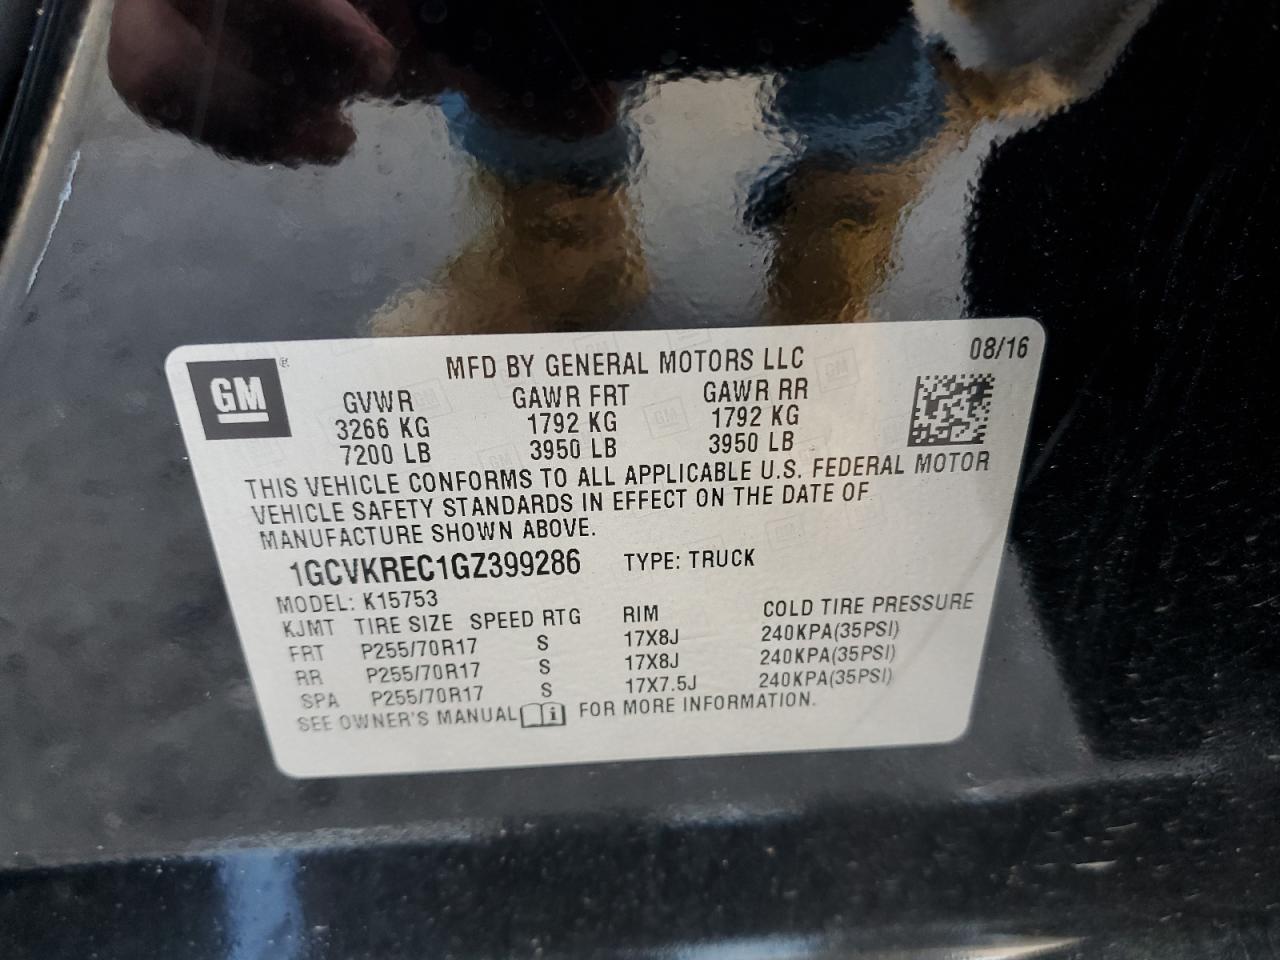 GM®
MFD BY GENERAL MOTORS LLC
08/16
GVWR GAWR FRT GAWR RR
3266 KG 1792 KG 1792 KG
7200 LB 3950 LB 3950 LB
THIS VEHICLE CONFORMS TO ALL APPLICABLE U.S. FEDERAL MOTOR
VEHICLE SAFETY STANDARDS IN EFFECT ON THE DATE OF
MANUFACTURE SHOWN ABOVE.
1GCVKREC1GZ399286 TYPE: TRUCK
MODEL: K15753
KJMT TIRE SIZE SPEED RTG RIM COLD TIRE PRESSURE
FRT P255/70R17 S 17X8J 240KPA(35PSI)
RR P255/70R17 S 17X8J 240KPA(35PSI)
SPA P255/70R17 S 17X7.5J 240KPA(35PSI)
SEE OWNER'S MANUAL i FOR MORE INFORMATION.